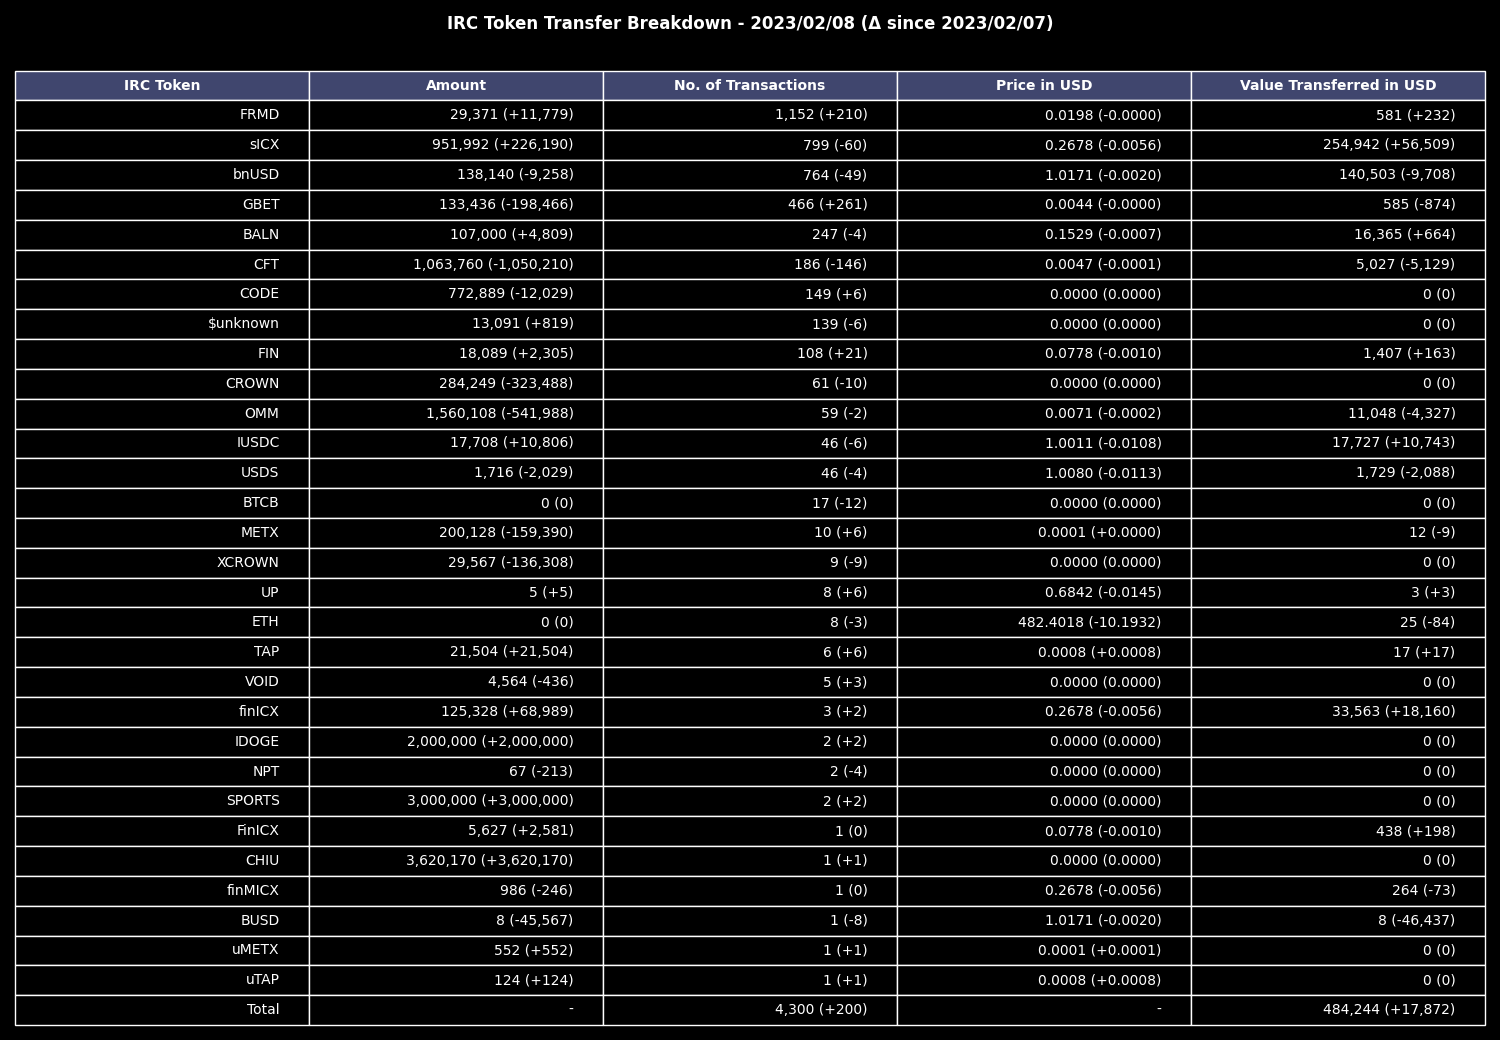 IRC Token Transfer Breakdown - 2023/02/08 (Δ since 2023/02/07)
IRC Token Amount No. of Transactions Price in USD Value Transferred in USD
FRMD 29,371 (+11,779) 1,152 (+210) 0.0198 (-0.0000) 581 (+232)
sICX 951,992 (+226,190) 799 (-60) 0.2678 (-0.0056) 254,942 (+56,509)
bnUSD 138,140 (-9,258) 764 (-49) 1.0171 (-0.0020) 140,503 (-9,708)
GBET 133,436 (-198,466) 466 (+261) 0.0044 (-0.0000) 585 (-874)
BALN 107,000 (+4,809) 247 (-4) 0.1529 (-0.0007) 16,365 (+664)
CFT 1,063,760 (-1,050,210) 186 (-146) 0.0047 (-0.0001) 5,027 (-5,129)
CODE 772,889 (-12,029) 149 (+6) 0.0000 (0.0000) 0 (0)
$unknown 13,091 (+819) 139 (-6) 0.0000 (0.0000) 0 (0)
FIN 18,089 (+2,305) 108 (+21) 0.0778 (-0.0010) 1,407 (+163)
CROWN 284,249 (-323,488) 61 (-10) 0.0000 (0.0000) 0 (0)
OMM 1,560,108 (-541,988) 59 (-2) 0.0071 (-0.0002) 11,048 (-4,327)
IUSDC 17,708 (+10,806) 46 (-6) 1.0011 (-0.0108) 17,727 (+10,743)
USDS 1,716 (-2,029) 46 (-4) 1.0080 (-0.0113) 1,729 (-2,088)
BTCB 0 (0) 17 (-12) 0.0000 (0.0000) 0 (0)
METX 200,128 (-159,390) 10 (+6) 0.0001 (+0.0000) 12 (-9)
XCROWN 29,567 (-136,308) 9 (-9) 0.0000 (0.0000) 0 (0)
UP 5 (+5) 8 (+6) 0.6842 (-0.0145) 3 (+3)
ETH 0 (0) 8 (-3) 482.4018 (-10.1932) 25 (-84)
TAP 21,504 (+21,504) 6 (+6) 0.0008 (+0.0008) 17 (+17)
VOID 4,564 (-436) 5 (+3) 0.0000 (0.0000) 0 (0)
finICX 125,328 (+68,989) 3 (+2) 0.2678 (-0.0056) 33,563 (+18,160)
IDOGE 2,000,000 (+2,000,000) 2 (+2) 0.0000 (0.0000) 0 (0)
NPT 67 (-213) 2 (-4) 0.0000 (0.0000) 0 (0)
SPORTS 3,000,000 (+3,000,000) 2 (+2) 0.0000 (0.0000) 0 (0)
FinICX 5,627 (+2,581) 1 (0) 0.0778 (-0.0010) 438 (+198)
CHIU 3,620,170 (+3,620,170) 1 (+1) 0.0000 (0.0000) 0 (0)
finMICX 986 (-246) 1 (0) 0.2678 (-0.0056) 264 (-73)
BUSD 8 (-45,567) 1 (-8) 1.0171 (-0.0020) 8 (-46,437)
uMETX 552 (+552) 1 (+1) 0.0001 (+0.0001) 0 (0)
uTAP 124 (+124) 1 (+1) 0.0008 (+0.0008) 0 (0)
Total - 4,300 (+200) - 484,244 (+17,872)